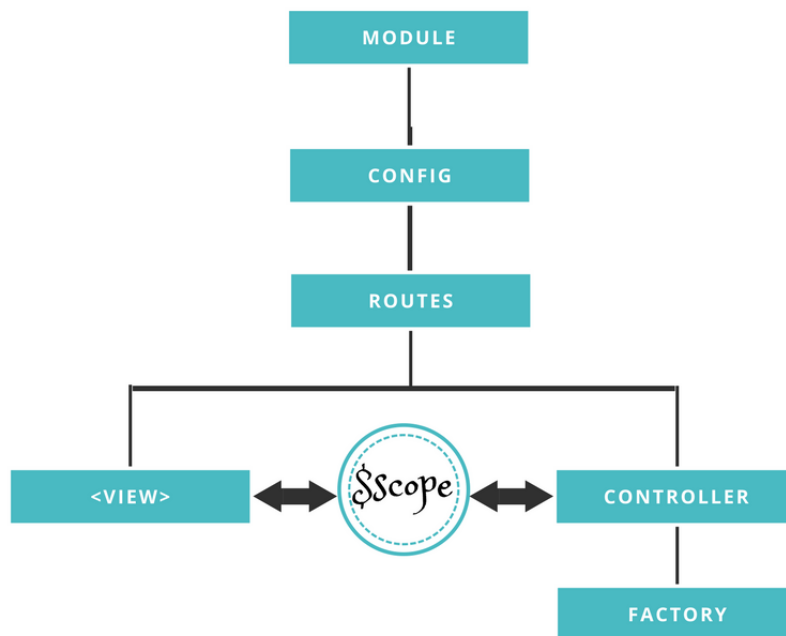 MODULE
CONFIG
ROUTES
<VIEW>
$Scope
CONTROLLER
FACTORY